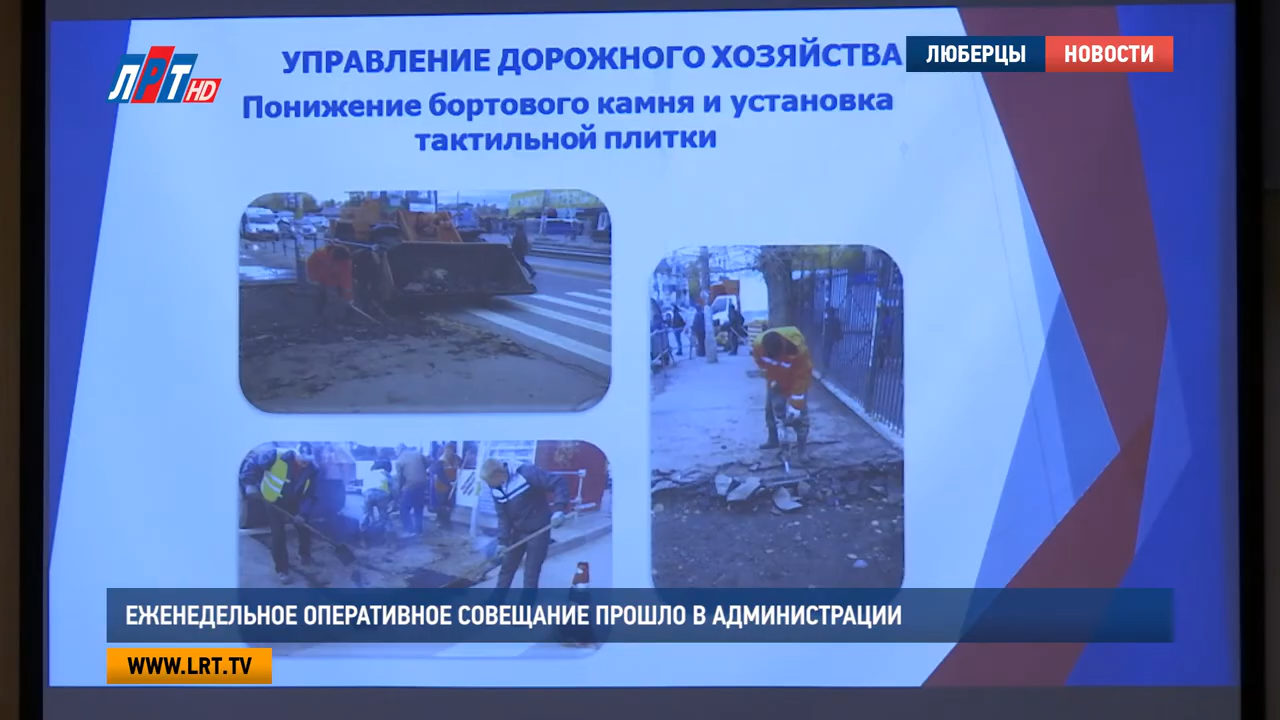 ЛРТ HD
УПРАВЛЕНИЕ ДОРОЖНОГО ХОЗЯЙСТВА
ЛЮБЕРЦЫ НОВОСТИ
Понижение бортового камня и установка
тактильной плитки
ЕЖЕНЕДЕЛЬНОЕ ОПЕРАТИВНОЕ СОВЕЩАНИЕ ПРОШЛО В АДМИНИСТРАЦИИ
WWW.LRT.TV